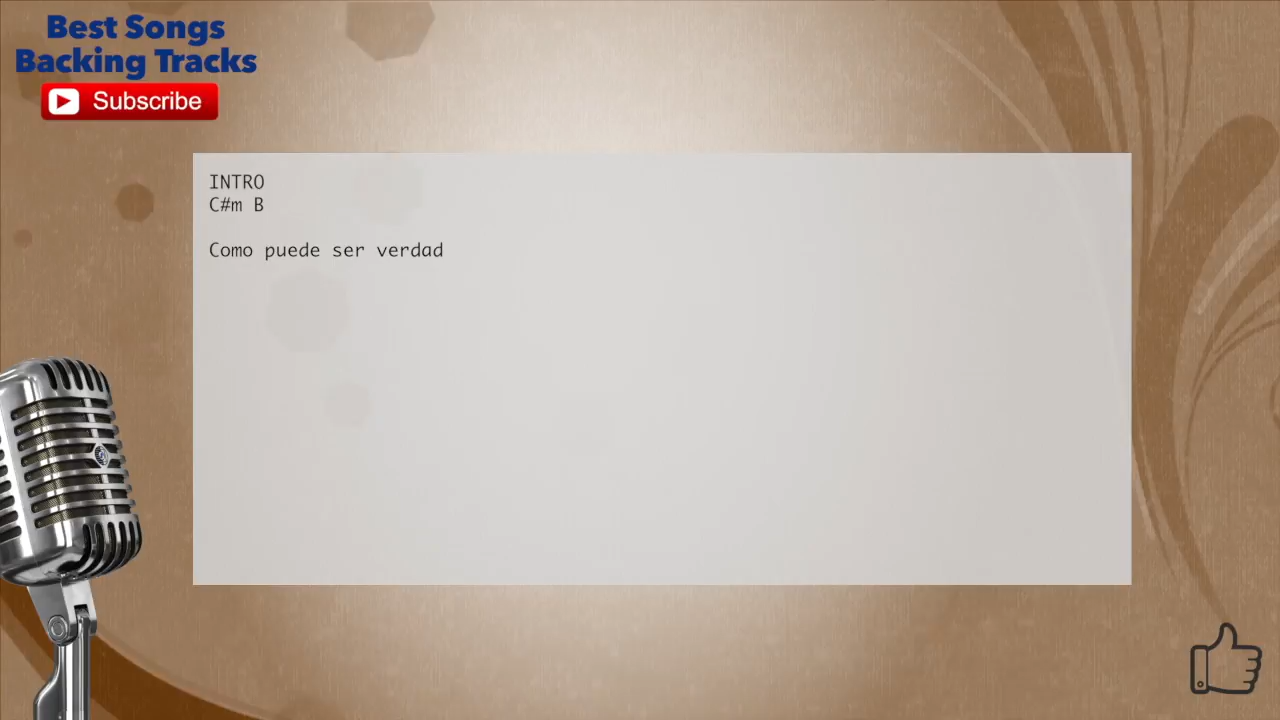 Best Songs
Backing Tracks
Subscribe
INTRO
C#m B
Como puede ser verdad